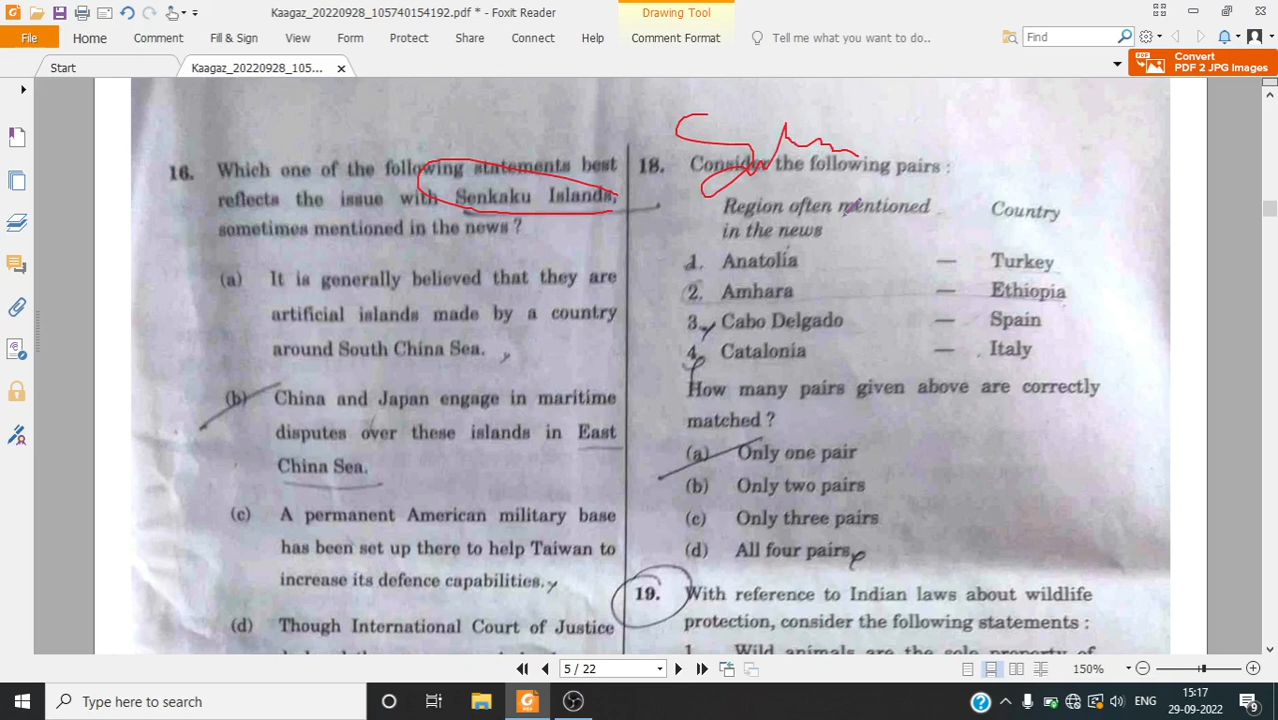 Kaagaz_20220928_105740154192.pdf * - Foxit Reader
Drawing Tool
File
Home
Comment
Fill & Sign
View
Form
Protect
Share
Connect
Help
Comment Format
Tell me what you want to do..
Find
Start
Kaagaz_20220928_105...
Convert
PDF 2 JPG Images
16. Which one of the following statements best
reflects the issue with Senkaku Islands,
sometimes mentioned in the news ?
(a) It is generally believed that they are
artificial islands made by a country
around South China Sea.
(b) China and Japan engage in maritime
disputes over these islands in East
China Sea.
(c) A permanent American military base
has been set up there to help Taiwan to
increase its defence capabilities.
(d) Though International Court of Justice
18. Consider the following pairs :
Region often mentioned Country
in the news
1. Anatolia — Turkey
2. Amhara — Ethiopia
3. Cabo Delgado — Spain
4. Catalonia — Italy
How many pairs given above are correctly
matched ?
(a) Only one pair
(b) Only two pairs
(c) Only three pairs
(d) All four pairs
19. With reference to Indian laws about wildlife
protection, consider the following statements :
1. Wild animals are the sole property of
5 / 22
150%
Type here to search
ENG
15:17
29-09-2022
9